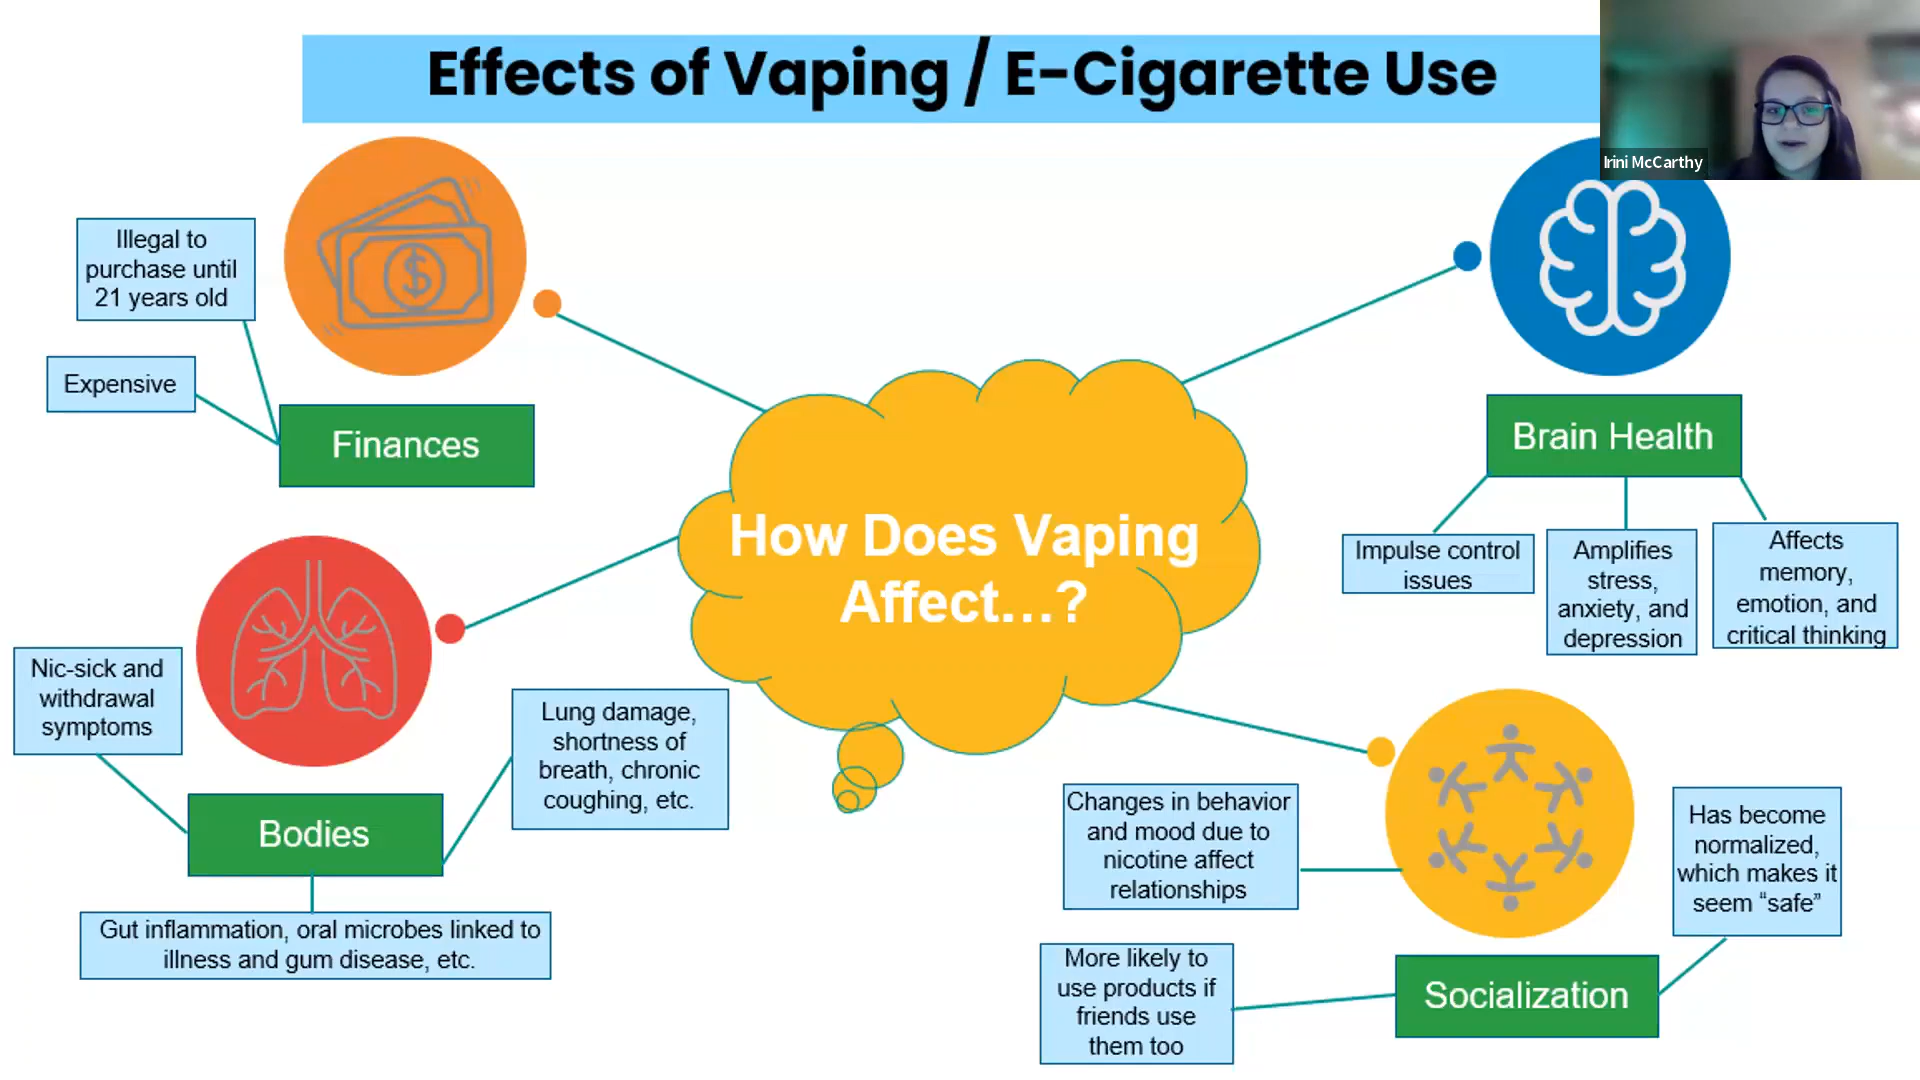 Effects of Vaping / E-Cigarette Use
Irini McCarthy
Illegal to
purchase until
21 years old
Expensive
Finances
Brain Health
Impulse control
issues
Amplifies
stress,
anxiety, and
depression
Affects
memory,
emotion, and
critical thinking
How Does Vaping
Affect...?
Nic-sick and
withdrawal
symptoms
Bodies
Lung damage,
shortness of
breath, chronic
coughing, etc.
Gut inflammation, oral microbes linked to
illness and gum disease, etc.
Changes in behavior
and mood due to
nicotine affect
relationships
Has become
normalized,
which makes it
seem “safe”
More likely to
use products if
friends use
them too
Socialization